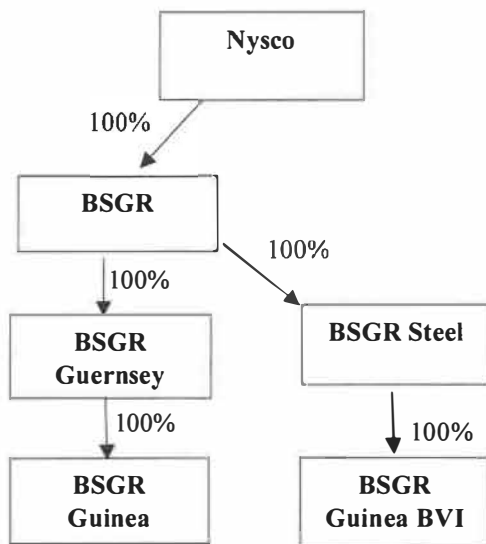 Nysco
100%
BSGR
100%
100%
BSGR
Guernsey
BSGR Steel
100%
100%
BSGR
Guinea
BSGR
Guinea BVI